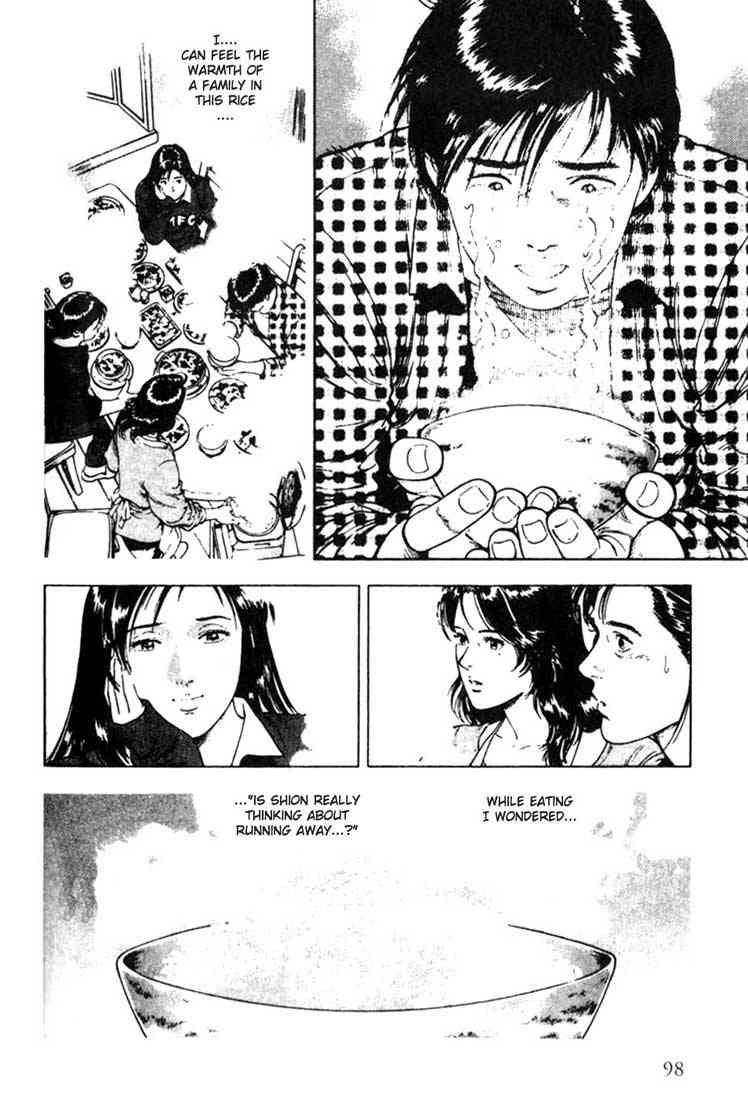 I....
CAN FEEL THE
WARMTH OF
A FAMILY IN
THIS RICE
....
1FC
WHILE EATING
I WONDERED...
..."IS SHION REALLY
THINKING ABOUT
RUNNING AWAY...?"
98